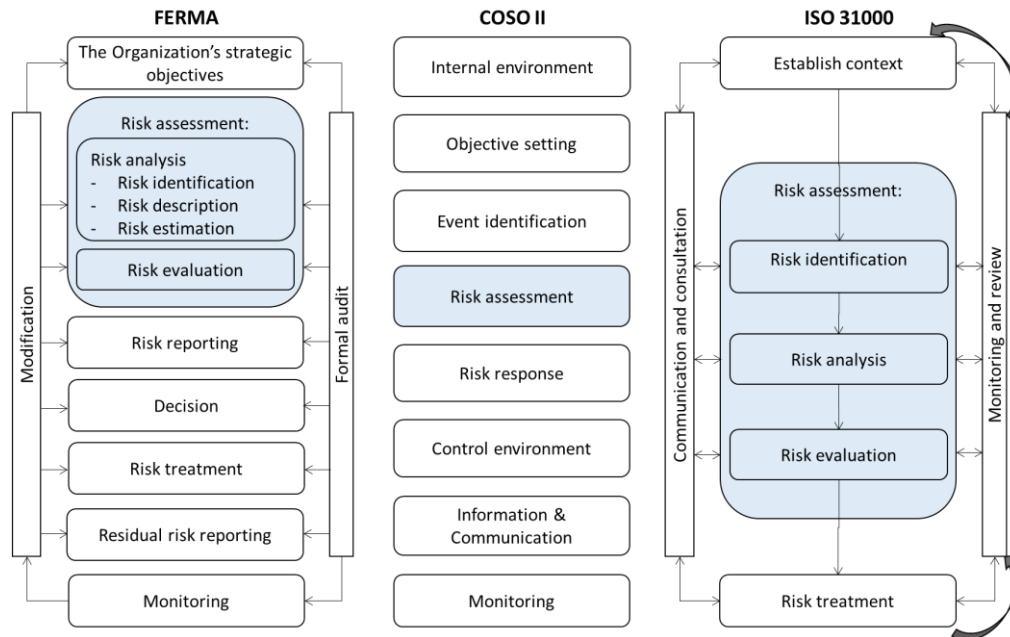 FERMA
The Organization's strategic
objectives
Risk assessment:
Risk analysis
- Risk identification
- Risk description
- Risk estimation
Risk evaluation
Risk reporting
Decision
Risk treatment
Residual risk reporting
Monitoring
Modification
Formal audit
COSO II
Internal environment
Objective setting
Event identification
Risk assessment
Risk response
Control environment
Information &
Communication
Monitoring
ISO 31000
Establish context
Risk assessment:
Risk identification
Risk analysis
Risk evaluation
Risk treatment
Communication and consultation
Monitoring and review